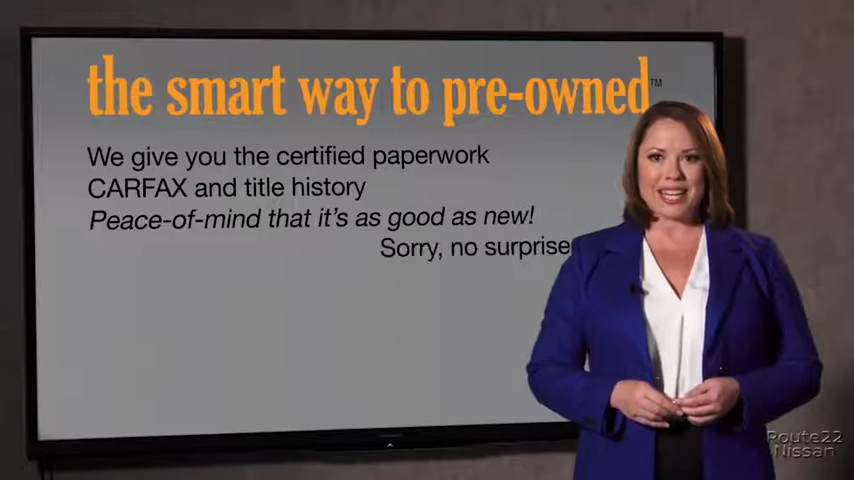 the smart way to pre-owned™
We give you the certified paperwork
CARFAX and title history
Peace-of-mind that it's as good as new!
Sorry, no surprise
Route22
Nissan